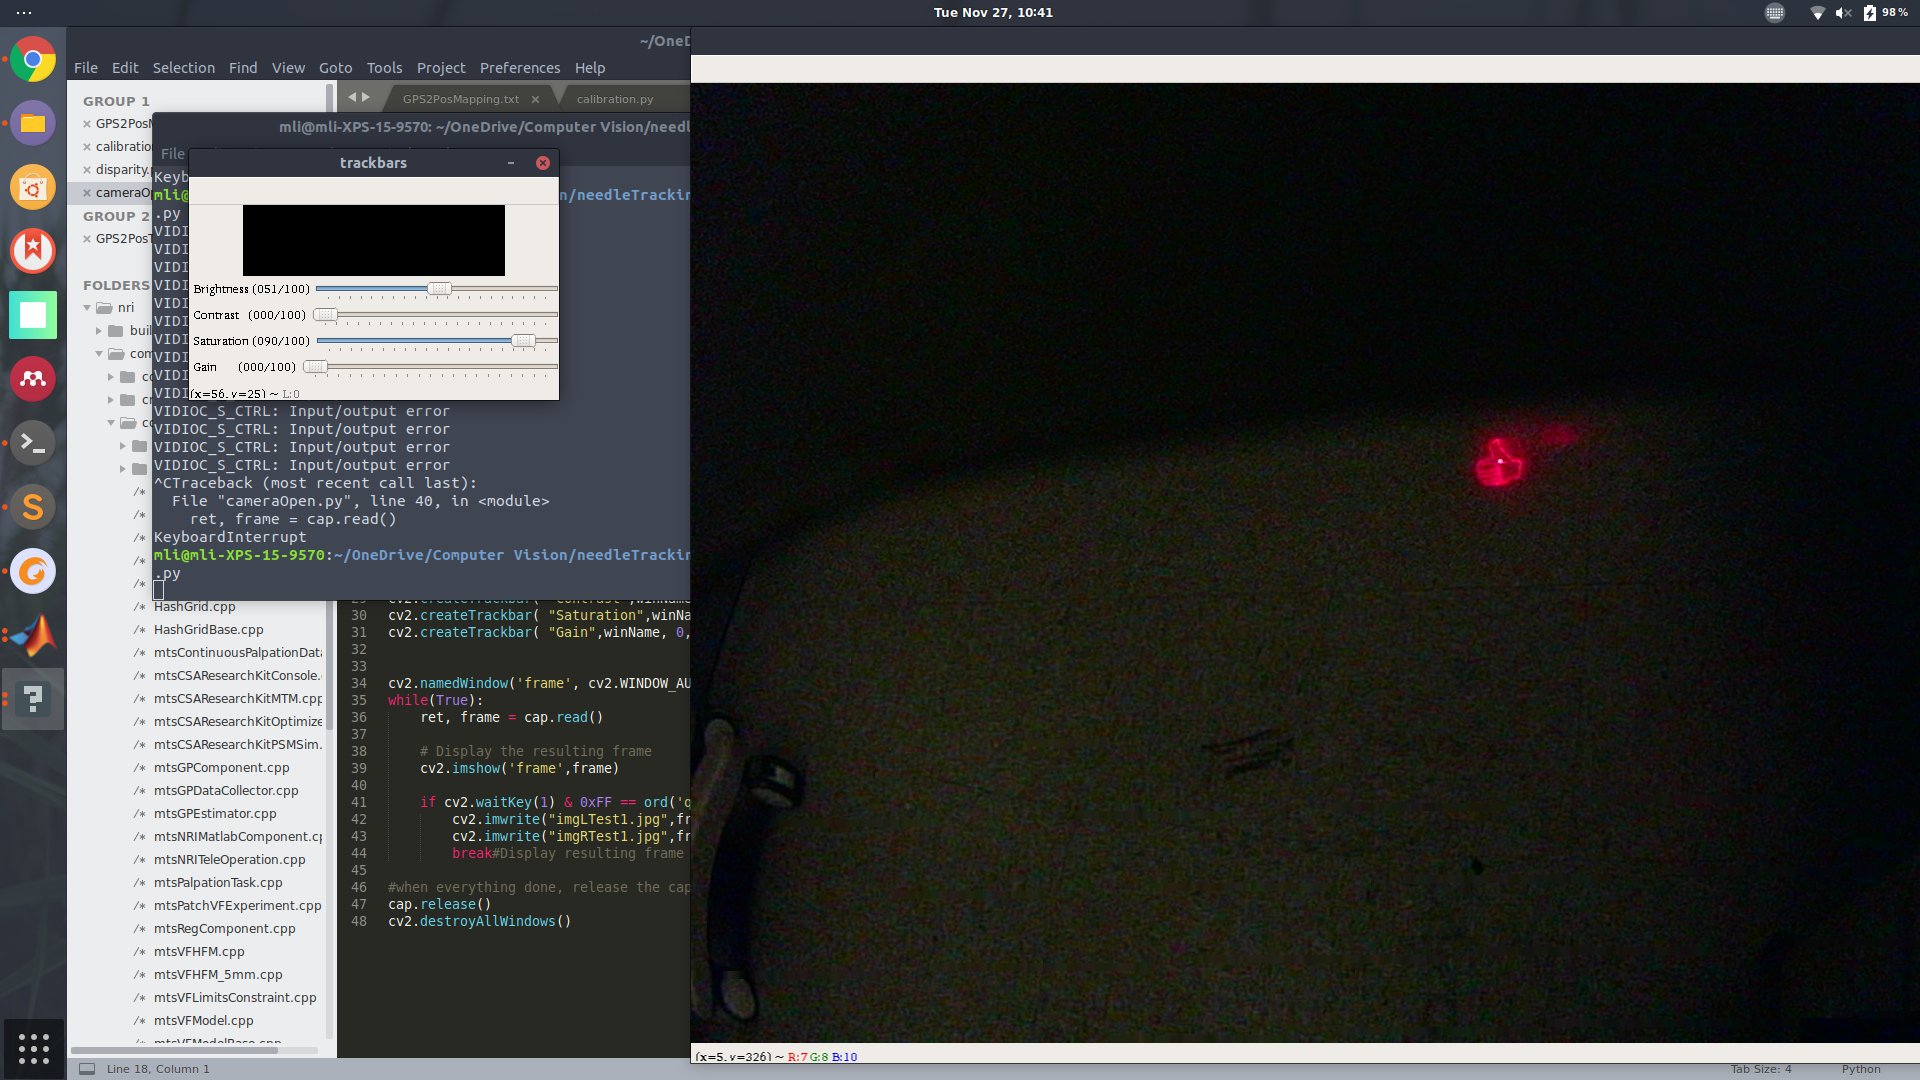 Tue Nov 27, 10:41
98%
~/OneD
File Edit Selection Find View Goto Tools Project Preferences Help
GROUP 1
GPS2PosM
calibratio
disparity.p
cameraO
GROUP 2
GPS2PosT
FOLDERS
nri
buil
com
GPS2PosMapping.txt
calibration.py
mli@mli-XPS-15-9570: ~/OneDrive/Computer Vision/needl
File
Keyb
mli@
n/needleTrackin
.py
VIDI
VIDI
VIDI
VIDI
VIDI
VIDI
VIDI
VIDI
VIDI
VIDI
VIDIOC_S_CTRL: Input/output error
VIDIOC_S_CTRL: Input/output error
VIDIOC_S_CTRL: Input/output error
VIDIOC_S_CTRL: Input/output error
^CTraceback (most recent call last):
File "cameraOpen.py", line 40, in <module>
ret, frame = cap.read()
KeyboardInterrupt
mli@mli-XPS-15-9570:~/OneDrive/Computer Vision/needleTrackin
.py
trackbars
Brightness (051/100)
Contrast (000/100)
Saturation (090/100)
Gain (000/100)
(x=56, y=25) ~ L:0
HashGrid.cpp
HashGridBase.cpp
mtsContinuousPalpationData
mtsCSAResearchKitConsole.
mtsCSAResearchKitMTM.cpp
mtsCSAResearchKitOptimize
mtsCSAResearchKitPSMSim.
mtsGPComponent.cpp
mtsGPDataCollector.cpp
mtsGPEstimator.cpp
mtsNRIMatlabComponent.cp
mtsNRITeleOperation.cpp
mtsPalpationTask.cpp
mtsPatchVFExperiment.cpp
mtsRegComponent.cpp
mtsVFHFM.cpp
mtsVFHFM_5mm.cpp
mtsVFLimitsConstraint.cpp
mtsVFModel.cpp
mtsVFModelBase.cpp
29 cv2.createTrackbar( "Contrast",winName
30 cv2.createTrackbar( "Saturation",winNa
31 cv2.createTrackbar( "Gain",winName, 0,
32
33
34 cv2.namedWindow('frame', cv2.WINDOW_AU
35 while(True):
36 ret, frame = cap.read()
37
38 # Display the resulting frame
39 cv2.imshow('frame',frame)
40
41 if cv2.waitKey(1) & 0xFF == ord('q
42 cv2.imwrite("imgLTest1.jpg",fr
43 cv2.imwrite("imgRTest1.jpg",fr
44 break#Display resulting frame
45
46 #when everything done, release the cap
47 cap.release()
48 cv2.destroyAllWindows()
(x=5, y=326) ~ R:7 G:8 B:10
Line 18, Column 1
Tab Size: 4
Python